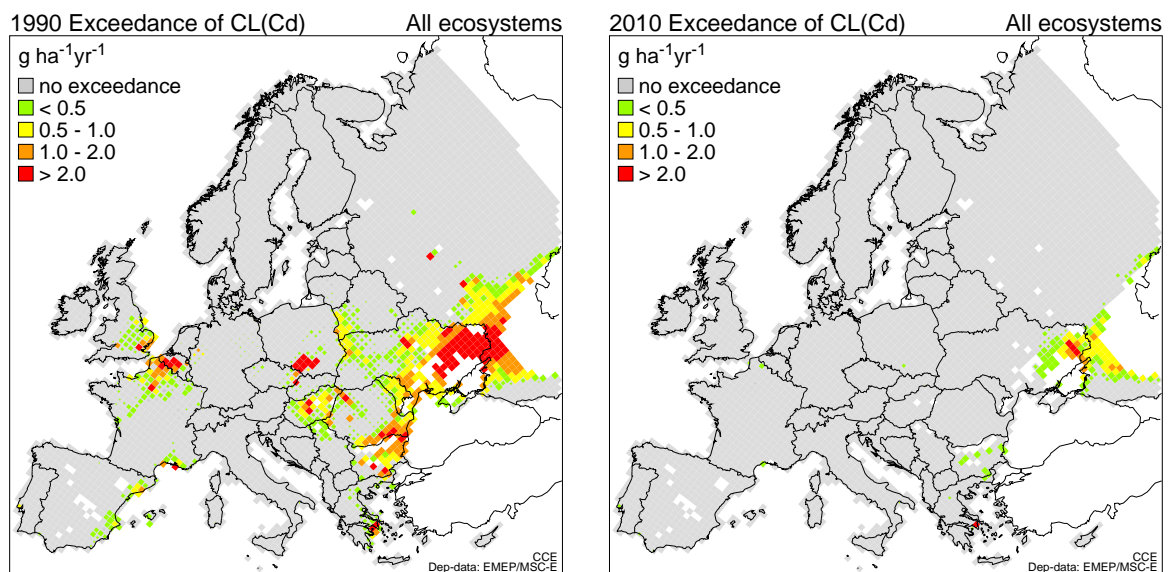 1990 Exceedance of CL(Cd) All ecosystems
g ha⁻¹yr⁻¹
no exceedance
< 0.5
0.5 - 1.0
1.0 - 2.0
> 2.0
CCE
Dep-data: EMEP/MSC-E
2010 Exceedance of CL(Cd) All ecosystems
g ha⁻¹yr⁻¹
no exceedance
< 0.5
0.5 - 1.0
1.0 - 2.0
> 2.0
CCE
Dep-data: EMEP/MSC-E